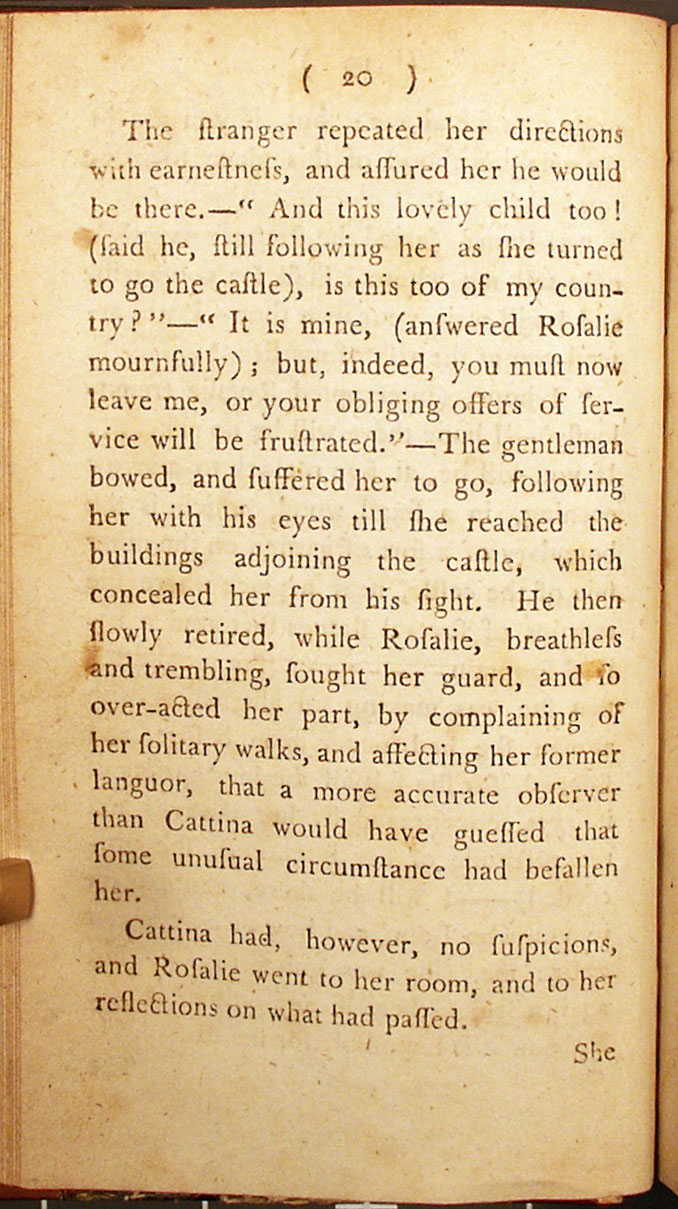 ( 20 )
The ſtranger repeated her directions
with earneſtneſs, and aſſured her he would
be there.—“ And this lovely child too !
(ſaid he, ſtill following her as ſhe turned
to go the caſtle), is this too of my coun-
try ? ”—“ It is mine, (anſwered Roſalie
mournfully) ; but, indeed, you muſt now
leave me, or your obliging offers of ſer-
vice will be fruſtrated.”—The gentleman
bowed, and ſuffered her to go, following
her with his eyes till ſhe reached the
buildings adjoining the caſtle, which
concealed her from his ſight. He then
ſlowly retired, while Roſalie, breathleſs
and trembling, ſought her guard, and ſo
over-acted her part, by complaining of
her ſolitary walks, and affecting her former
languor, that a more accurate obſerver
than Cattina would have gueſſed that
ſome unuſual circumſtance had befallen
her.
Cattina had, however, no ſuſpicions,
and Roſalie went to her room, and to her
reflections on what had paſſed.
She